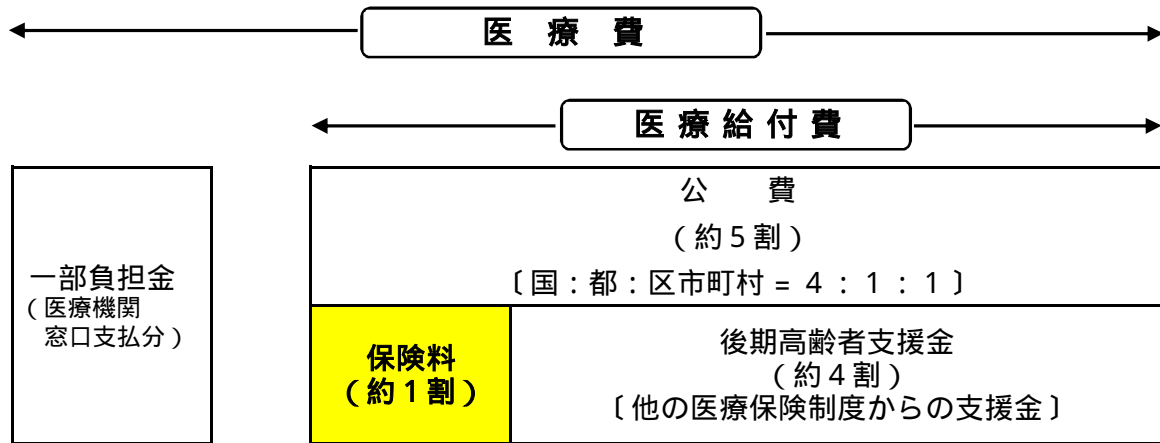 医 療 費
医 療 給 付 費
一部負担金
（医療機関
窓口支払分）
公 費
（約５割）
〔国：都：区市町村 = ４ ： １ ： １〕
保険料
（約１割）
後期高齢者支援金
（約４割）
〔他の医療保険制度からの支援金〕